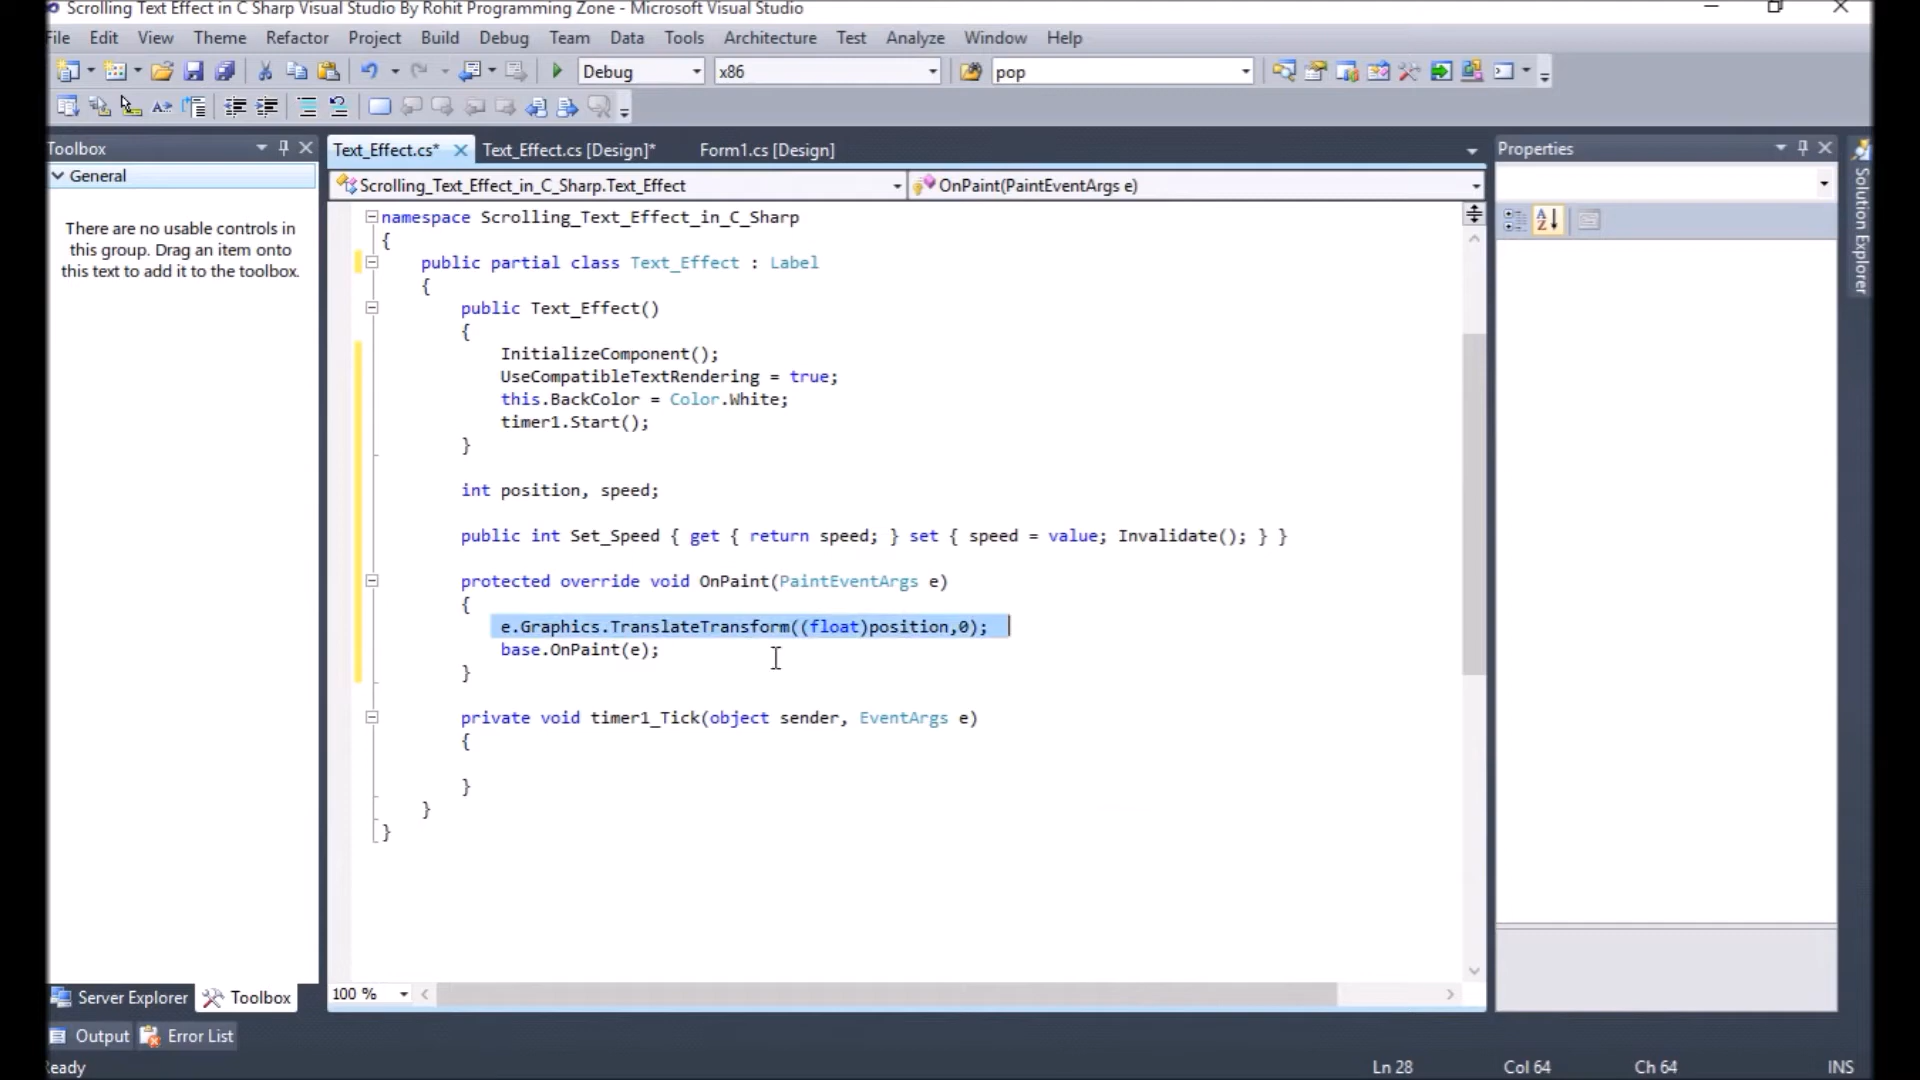 Scrolling Text Effect in C Sharp Visual Studio By Rohit Programming Zone - Microsoft Visual Studio
File Edit View Theme Refactor Project Build Debug Team Data Tools Architecture Test Analyze Window Help
Debug x86 pop
Toolbox
General
There are no usable controls in
this group. Drag an item onto
this text to add it to the toolbox.
Text_Effect.cs* Text_Effect.cs [Design]* Form1.cs [Design]
Scrolling_Text_Effect_in_C_Sharp.Text_Effect OnPaint(PaintEventArgs e)
namespace Scrolling_Text_Effect_in_C_Sharp
{
public partial class Text_Effect : Label
{
public Text_Effect()
{
InitializeComponent();
UseCompatibleTextRendering = true;
this.BackColor = Color.White;
timer1.Start();
}
int position, speed;
public int Set_Speed { get { return speed; } set { speed = value; Invalidate(); } }
protected override void OnPaint(PaintEventArgs e)
{
e.Graphics.TranslateTransform((float)position,0);
base.OnPaint(e);
}
private void timer1_Tick(object sender, EventArgs e)
{
}
}
}
100 %
Properties
Solution Explorer
Server Explorer Toolbox
Output Error List
Ready Ln 28 Col 64 Ch 64 INS